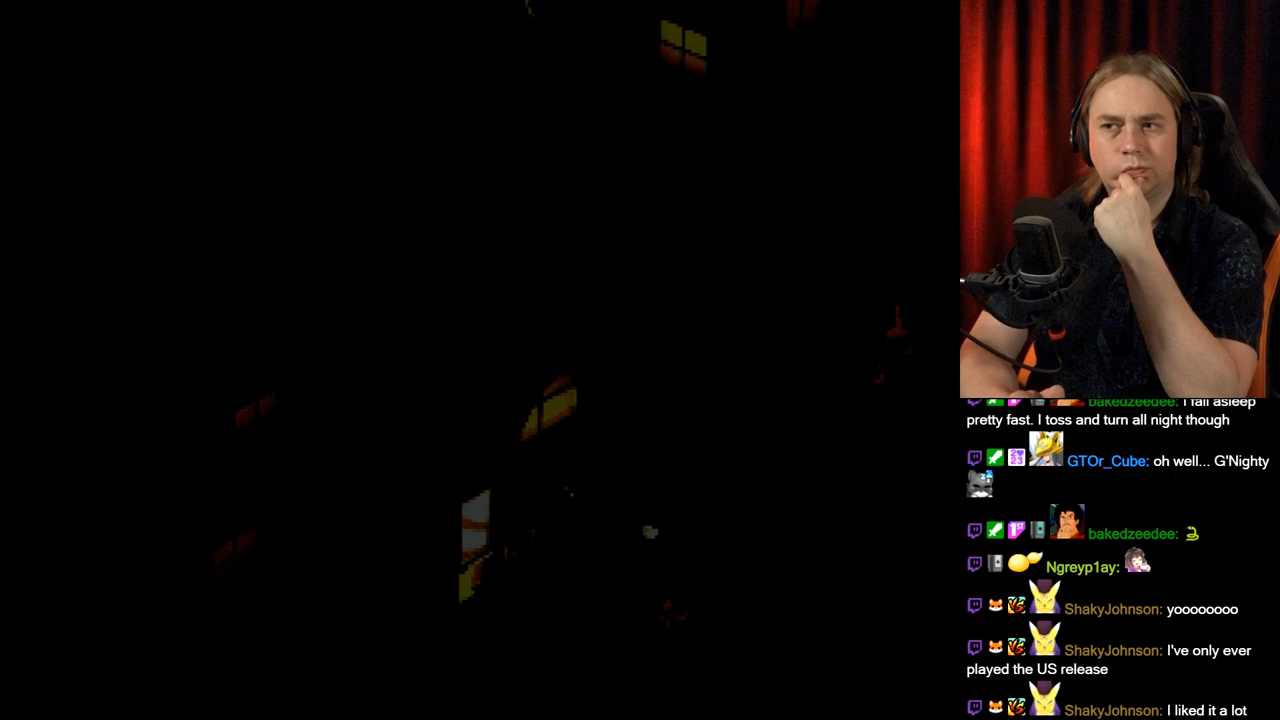 bakedzeedee: I fall asleep
pretty fast. I toss and turn all night though
GTOr_Cube: oh well... G'Nighty
bakedzeedee:
Ngreyp1ay:
ShakyJohnson: yoooooooo
ShakyJohnson: I've only ever
played the US release
ShakyJohnson: I liked it a lot